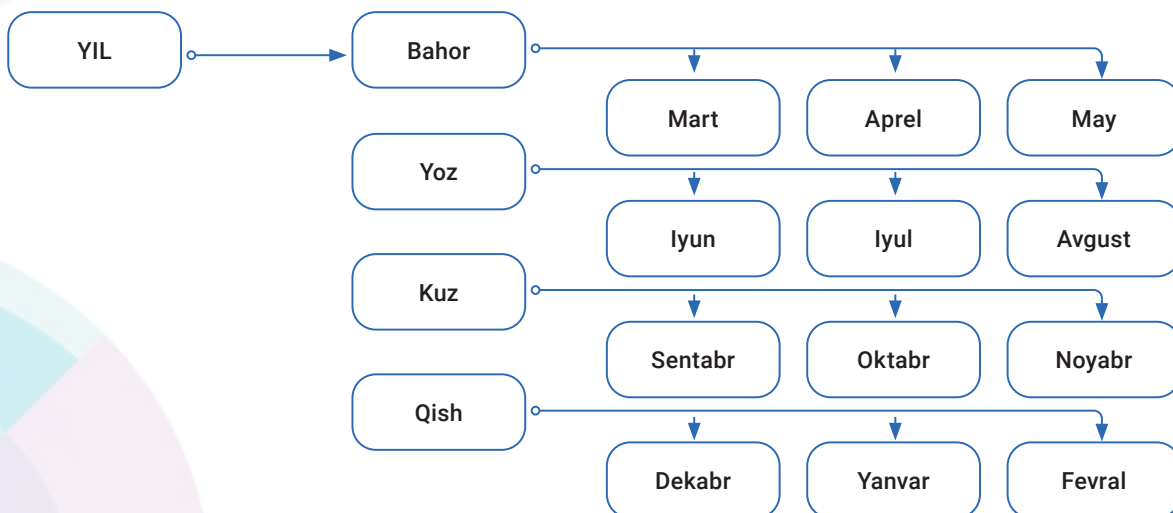 YIL
Bahor
Mart
Aprel
May
Yoz
Iyun
Iyul
Avgust
Kuz
Sentabr
Oktabr
Noyabr
Qish
Dekabr
Yanvar
Fevral